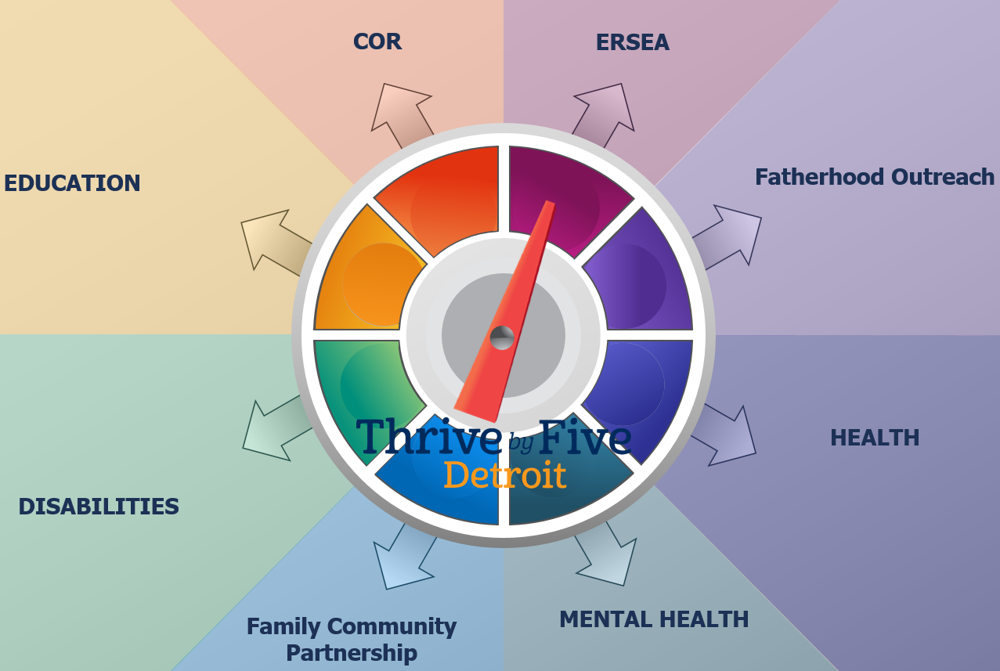 COR
ERSEA
EDUCATION
Fatherhood Outreach
Thrive by Five
Detroit
HEALTH
DISABILITIES
Family Community
Partnership
MENTAL HEALTH